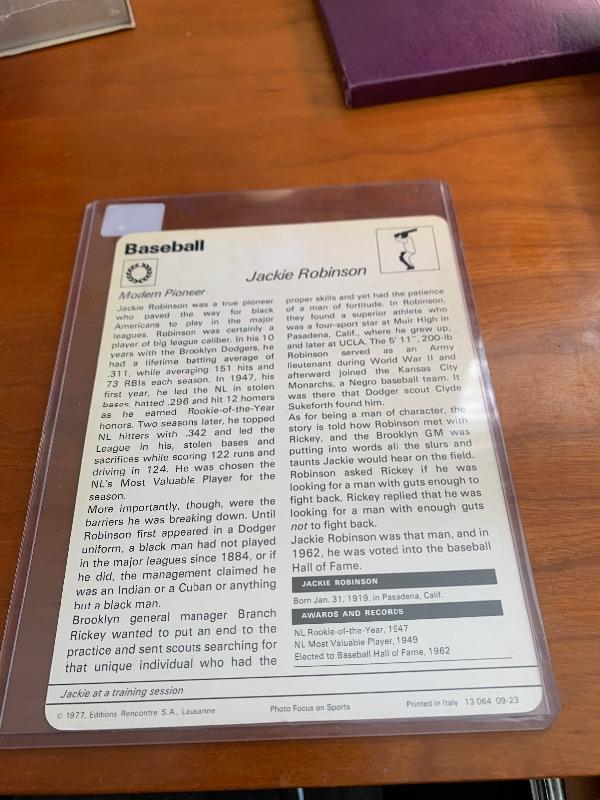 Baseball
Jackie Robinson
Modern Pioneer
Jackie Robinson was a true pioneer
who paved the way for black
Americans to play in the major
leagues. Robinson was certainly a
player of big league caliber. In his 10
years with the Brooklyn Dodgers, he
had a lifetime batting average of
.311, while averaging 151 hits and
73 RBIs each season. In 1947, his
first year, he led the NL in stolen
bases, batted .296 and hit 12 homers
as he earned Rookie-of-the-Year
honors. Two seasons later, he topped
NL hitters with .342 and led the
League in hits, stolen bases and
sacrifices while scoring 122 runs and
driving in 124. He was chosen the
NL's Most Valuable Player for the
season.
More importantly, though, were the
barriers he was breaking down. Until
Robinson first appeared in a Dodger
uniform, a black man had not played
in the major leagues since 1884, or if
he did, the management claimed he
was an Indian or a Cuban or anything
but a black man.
Brooklyn general manager Branch
Rickey wanted to put an end to the
practice and sent scouts searching for
that unique individual who had the
proper skills and yet had the patience
of a man of fortitude. In Robinson,
they found a superior athlete who
was a four-sport star at Muir High in
Pasadena, Calif., where he grew up,
and later at UCLA. The 5' 11", 200-lb
Robinson served as an Army
lieutenant during World War II and
afterward joined the Kansas City
Monarchs, a Negro baseball team. It
was there that Dodger scout Clyde
Sukeforth found him.
As for being a man of character, the
story is told how Robinson met with
Rickey, and the Brooklyn GM was
putting into words all the slurs and
taunts Jackie would hear on the field.
Robinson asked Rickey if he was
looking for a man with guts enough to
fight back. Rickey replied that he was
looking for a man with enough guts
not to fight back.
Jackie Robinson was that man, and in
1962, he was voted into the baseball
Hall of Fame.
JACKIE ROBINSON
Born Jan. 31, 1919, in Pasadena, Calif.
AWARDS AND RECORDS
NL Rookie-of-the-Year, 1947
NL Most Valuable Player, 1949
Elected to Baseball Hall of Fame, 1962
Jackie at a training session
© 1977, Editions Rencontre S.A., Lausanne
Photo Focus on Sports
Printed in Italy 13 064 09-23